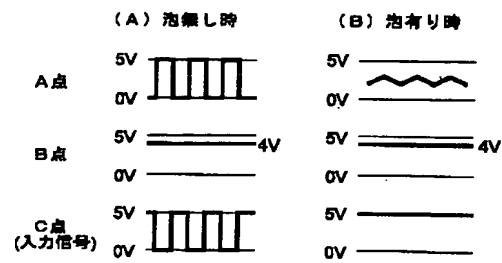 (A) 泡無し時 (B) 泡有り時
A点 5V 5V
0V 0V
B点 5V 4V 5V 4V
0V 0V
C点 5V 5V
(入力信号) 0V 0V